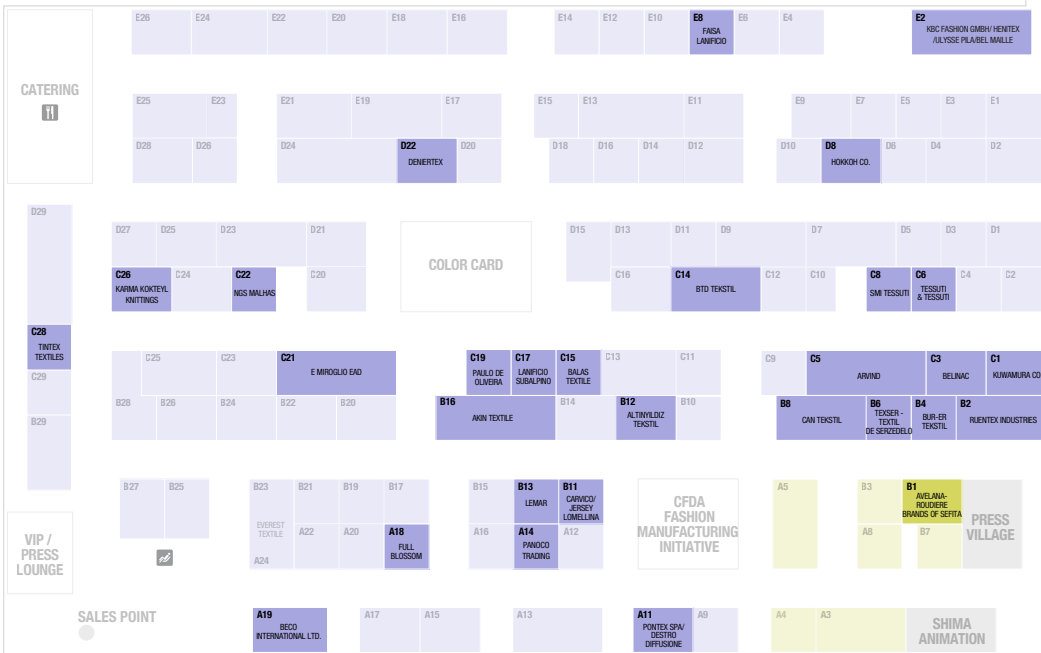 E26 E24 E22 E20 E18 E16 E14 E12 E10 E8 E6 E4 E2
FAISA
LANIFICIO
KBC FASHION GMBH/ HENITEX
/ULYSSE PILA/BEL MAILLE
CATERING
E25 E23 E21 E19 E17 E15 E13 E11 E9 E7 E5 E3 E1
D28 D26 D24 D22 D20 D18 D16 D14 D12 D10 D8 D6 D4 D2
DENIERTEX
HOKKOH CO.
D29
D27 D25 D23 D21
COLOR CARD
D15 D13 D11 D9 D7 D5 D3 D1
C26 C24 C22 C20 C16 C14 C12 C10 C8 C6 C4 C2
KARMA KOKTEYL
KNITTINGS
NGS MALHAS
BTD TEKSTIL
SMI TESSUTI
TESSUTI
& TESSUTI
C28
TINTEX
TEXTILES
C29
B29
C25 C23 C21 C19 C17 C15 C13 C11 C9 C5 C3 C1
E MIROGLIO EAD
PAULO DE
OLIVEIRA
LANIFICIO
SUBALPINO
BALAS
TEXTILE
ARVIND
BELINAC
KUWAMURA CO
B28 B26 B24 B22 B20 B16 B14 B12 B10 B8 B6 B4 B2
AKIN TEXTILE
ALTINYILDIZ
TEKSTIL
CAN TEKSTIL
TEXSER -
TEXTIL
DE SERZEDELO
BUR-ER
TEKSTIL
RUENTEX INDUSTRIES
B27 B25 B23 B21 B19 B17 B15 B13 B11 A5 B3 B1
LEMAR
CARVICO/
JERSEY
LOMELLINA
CFDA
FASHION
MANUFACTURING
INITIATIVE
AVELANA-
ROUDIERE
BRANDS OF SEFITA
PRESS
VILLAGE
EVEREST
TEXTILE
A24 A22 A20 A18 A16 A14 A12 A8 B7
FULL
BLOSSOM
PANOCO
TRADING
VIP /
PRESS
LOUNGE
SALES POINT
A19 A17 A15 A13 A11 A9 A4 A3
BECO
INTERNATIONAL LTD.
PONTEX SPA/
DESTRO
DIFFUSIONE
SHIMA
ANIMATION